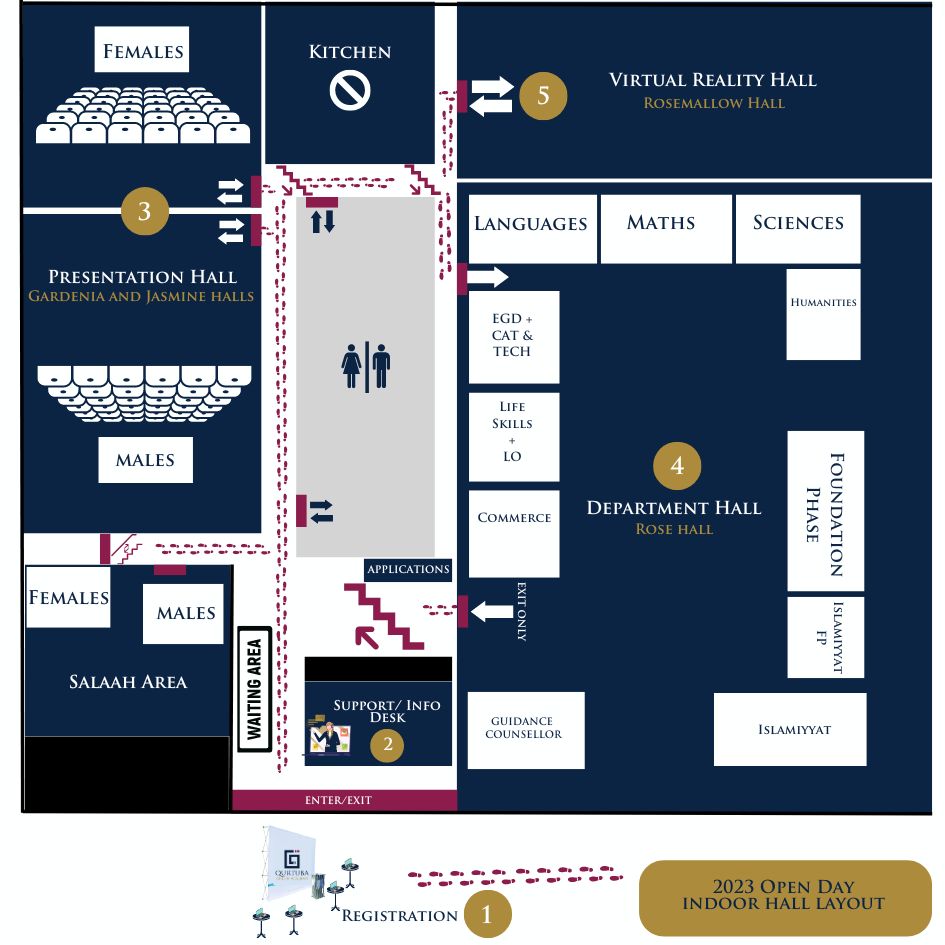 FEMALES
KITCHEN
5
VIRTUAL REALITY HALL
ROSEMALLOW HALL
3
PRESENTATION HALL
GARDENIA AND JASMINE HALLS
MALES
LANGUAGES
MATHS
SCIENCES
HUMANITIES
EGD +
CAT &
TECH
LIFE
SKILLS
+
LO
COMMERCE
4
DEPARTMENT HALL
ROSE HALL
FOUNDATION
PHASE
ISLAMIYYAT
FP
APPLICATIONS
EXIT ONLY
FEMALES
MALES
SALAAH AREA
WAITING AREA
SUPPORT/ INFO
DESK
2
GUIDANCE
COUNSELLOR
ISLAMIYYAT
ENTER/EXIT
QURTUBA
REGISTRATION
1
2023 OPEN DAY
INDOOR HALL LAYOUT